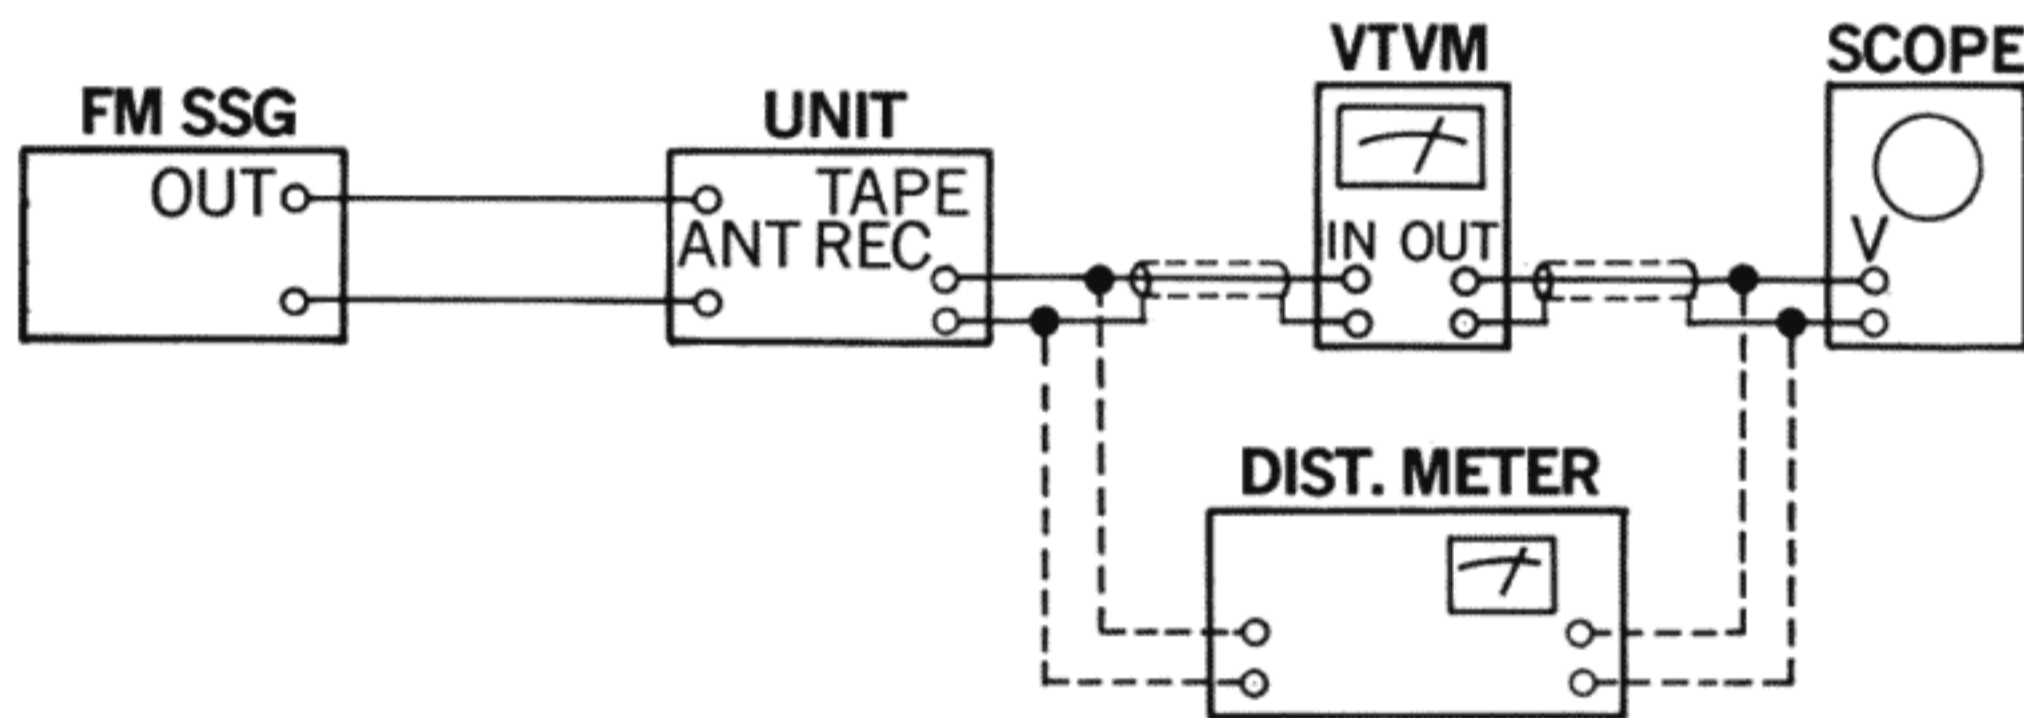 FM SSG
OUT
UNIT
TAPE
ANT REC
VTVM
IN OUT
SCOPE
V
DIST. METER